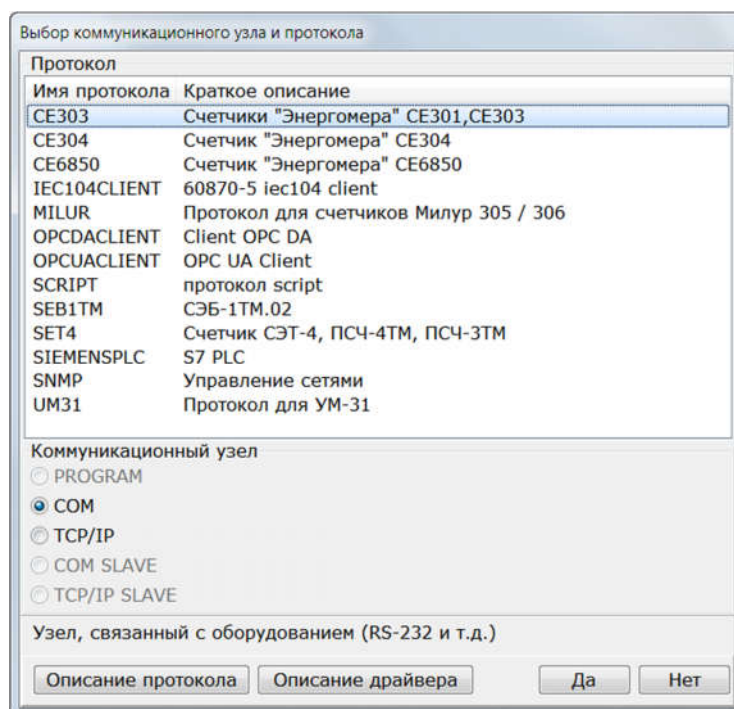 Выбор коммуникационного узла и протокола
Протокол
Имя протокола Краткое описание
CE303 Счетчики "Энергомера" CE301,CE303
CE304 Счетчик "Энергомера" CE304
CE6850 Счетчик "Энергомера" CE6850
IEC104CLIENT 60870-5 iec104 client
MILUR Протокол для счетчиков Милур 305 / 306
OPCDACLIENT Client OPC DA
OPCUACLIENT OPC UA Client
SCRIPT протокол script
SEB1TM СЭБ-1ТМ.02
SET4 Счетчик СЭТ-4, ПСЧ-4ТМ, ПСЧ-3ТМ
SIEMENSPLC S7 PLC
SNMP Управление сетями
UM31 Протокол для УМ-31
Коммуникационный узел
PROGRAM
COM
TCP/IP
COM SLAVE
TCP/IP SLAVE
Узел, связанный с оборудованием (RS-232 и т.д.)
Описание протокола Описание драйвера Да Нет